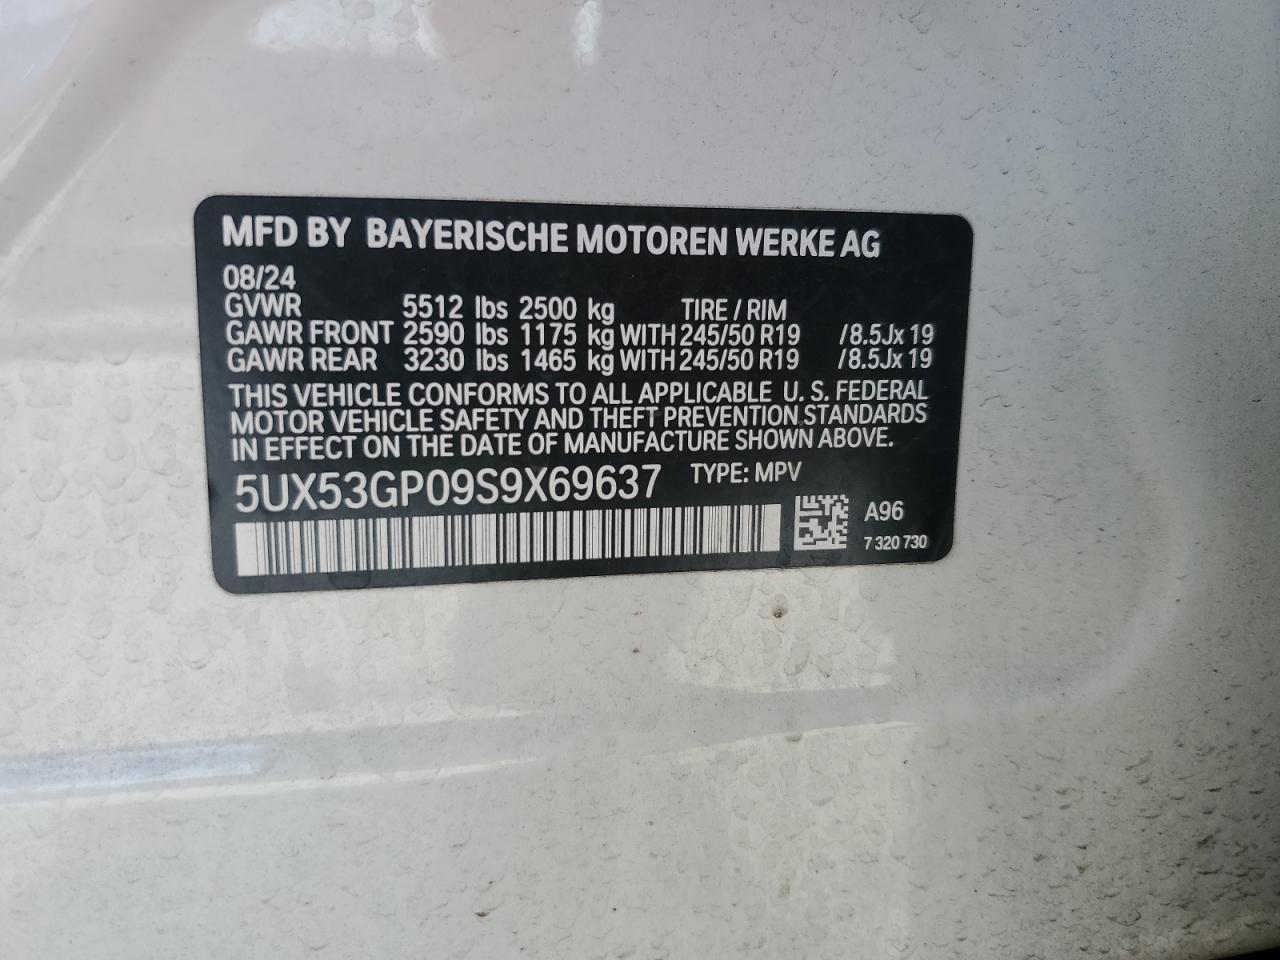 MFD BY BAYERISCHE MOTOREN WERKE AG
08/24
GVWR 5512 lbs 2500 kg TIRE / RIM
GAWR FRONT 2590 lbs 1175 kg WITH 245/50 R19 /8.5Jx 19
GAWR REAR 3230 lbs 1465 kg WITH 245/50 R19 /8.5Jx 19
THIS VEHICLE CONFORMS TO ALL APPLICABLE U. S. FEDERAL
MOTOR VEHICLE SAFETY AND THEFT PREVENTION STANDARDS
IN EFFECT ON THE DATE OF MANUFACTURE SHOWN ABOVE.
5UX53GP09S9X69637 TYPE: MPV
A96
7 320 730